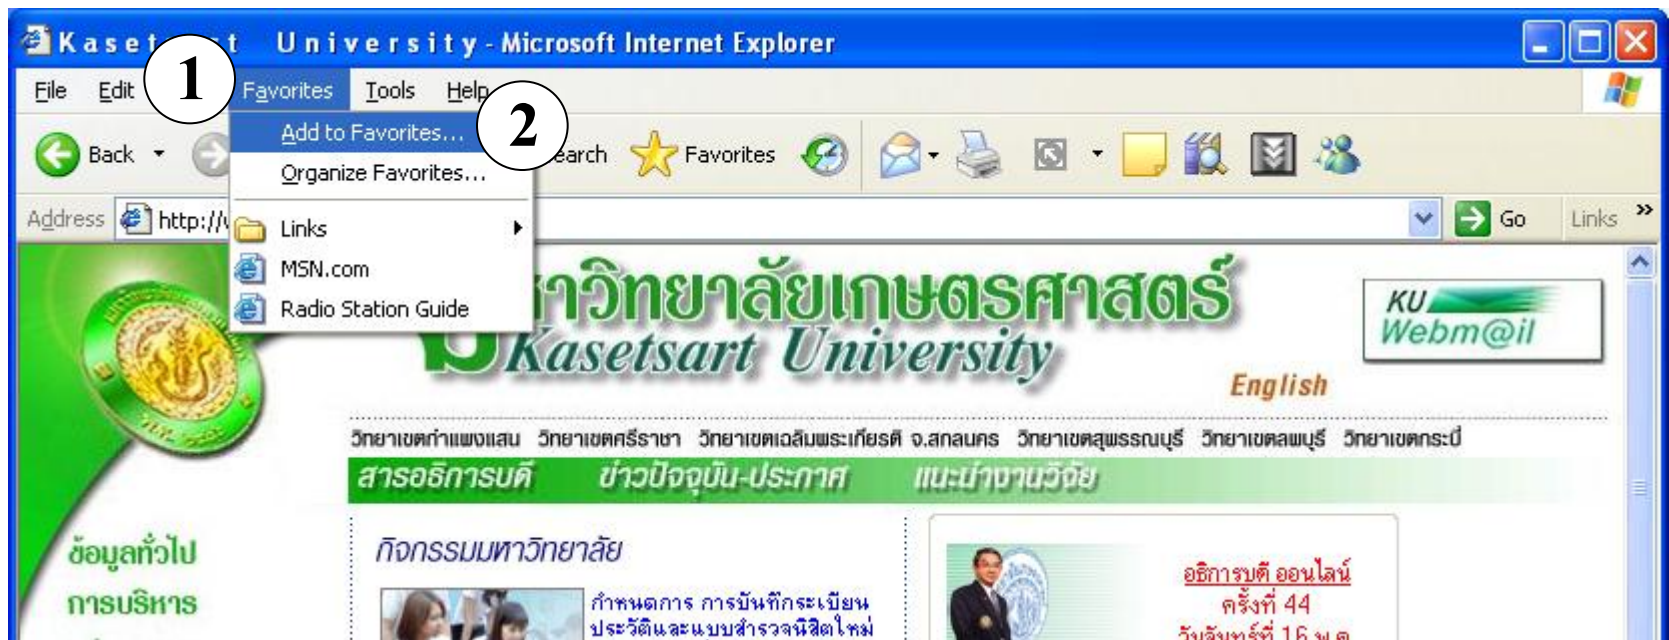 Kasetsart University - Microsoft Internet Explorer
1
File Edit Favorites Tools Help
2
Add to Favorites...
Organize Favorites...
Links
MSN.com
Radio Station Guide
Back Favorites
Address http:// Go Links
มหาวิทยาลัยเกษตรศาสตร์
Kasetsart University
KU
Webm@il
English
วิทยาเขตกำแพงแสน วิทยาเขตศรีราชา วิทยาเขตเฉลิมพระเกียรติ จ.สกลนคร วิทยาเขตสุพรรณบุรี วิทยาเขตลพบุรี วิทยาเขตกระบี่
สารอธิการบดี ข่าวปัจจุบัน-ประกาศ แนะนำงานวิจัย
ข้อมูลทั่วไป
การบริหาร
กิจกรรมมหาวิทยาลัย
กำหนดการ การบันทึกระเบียน
ประวัติและแบบสำรวจนิสิตใหม่
อธิการบดี ออนไลน์
ครั้งที่ 44
วันจันทร์ที่ 16 พ.ค.